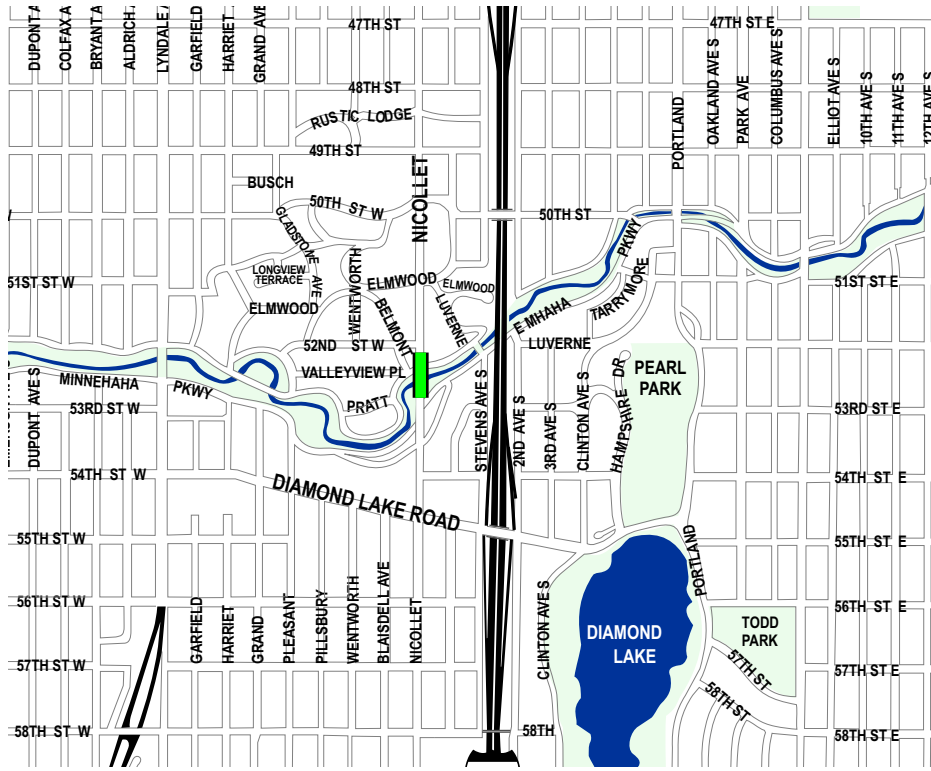 DUPONT A
COLFAX A
BRYANT A
ALDRICH
LYNDALE
GARFIELD
HARRIET
GRAND AVE
47TH ST
47TH ST E
48TH ST
RUSTIC LODGE
49TH ST
PORTLAND
OAKLAND AVE S
PARK AVE
COLUMBUS AVE S
ELLIOT AVE S
10TH AVE S
11TH AVE S
12TH AVE S
BUSCH
50TH ST W
NICOLLET
50TH ST
GLADSTONE AVE
LONGVIEW
TERRACE
51ST ST W
ELMWOOD
WENTWORTH
ELMWOOD
ELMWOOD
BELMONT
LUVERNE
E MHAHA
PKWY
TARRYMORE
51ST ST E
52ND ST W
VALLEYVIEW PL
LUVERNE
PEARL
PARK
MINNEHAHA
PKWY
DUPONT AVE S
53RD ST W
PRATT
STEVENS AVE S
2ND AVE S
3RD AVE S
CLINTON AVE S
HAMPSHIRE DR
53RD ST E
54TH ST W
DIAMOND LAKE ROAD
54TH ST E
55TH ST W
55TH ST E
PORTLAND
56TH ST W
GARFIELD
HARRIET
GRAND
PLEASANT
PILLSBURY
WENTWORTH
BLAISDELL AVE
NICOLLET
CLINTON AVE S
DIAMOND
LAKE
TODD
PARK
56TH ST E
57TH ST W
57TH ST
57TH ST E
58TH ST
58TH ST W
58TH
58TH ST E